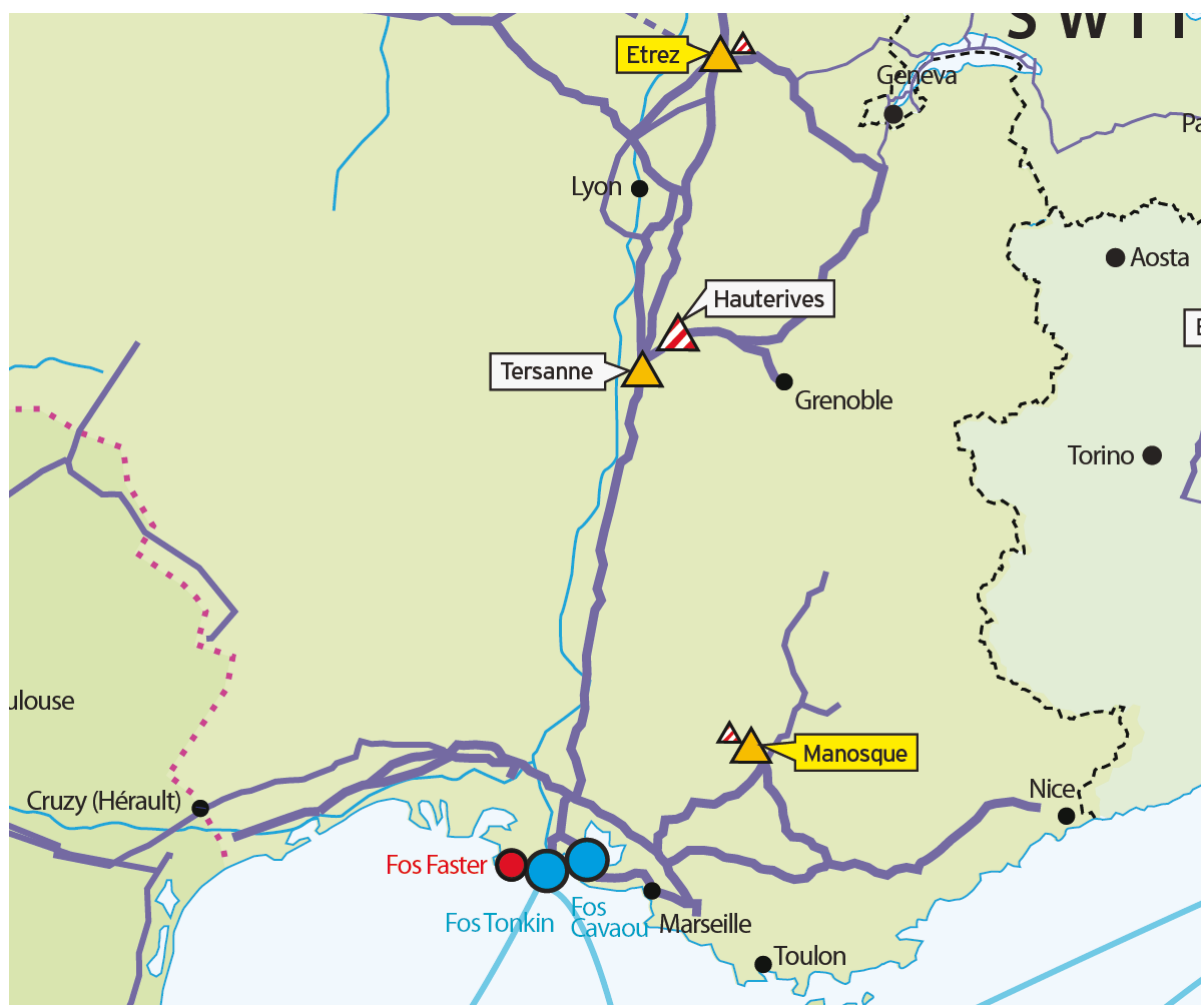 SWIT
Etrez
Geneva
Pa
Lyon
Aosta
Hauterives
E
Tersanne
Grenoble
Torino
ulouse
Manosque
Nice
Cruzy (Hérault)
Fos Faster
Fos Tonkin
Fos
Cavaou
Marseille
Toulon